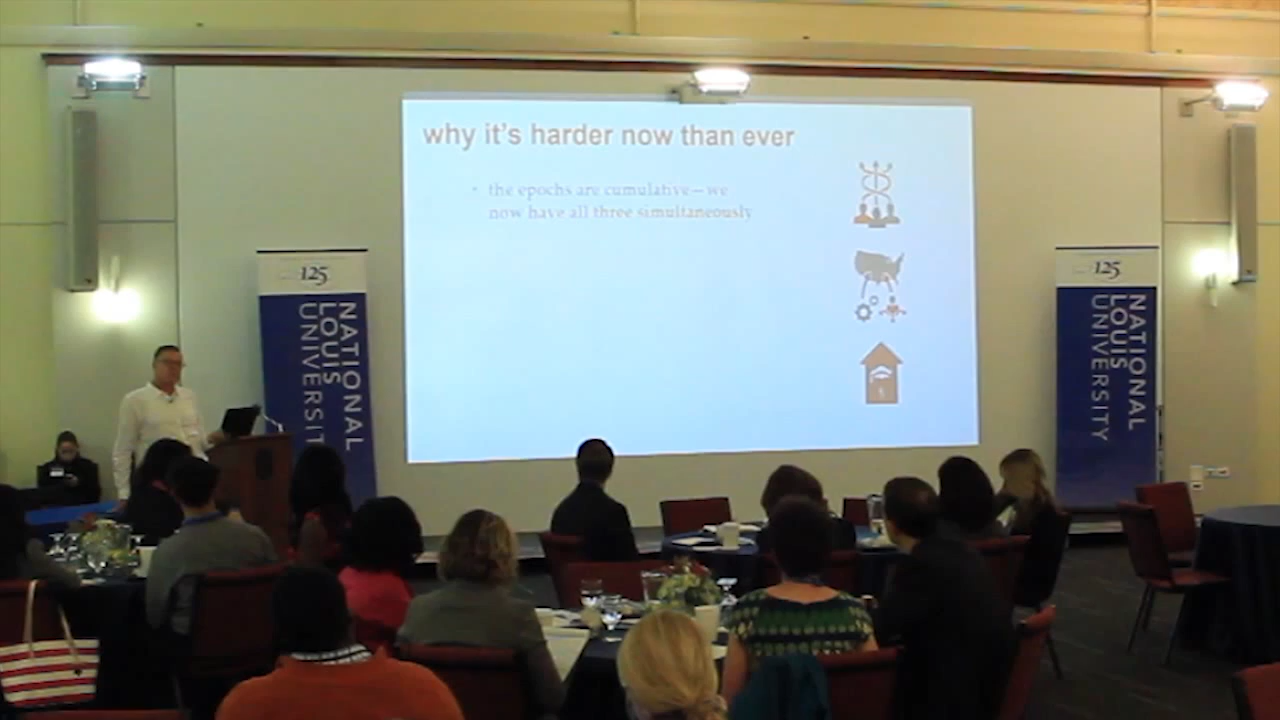 why it's harder now than ever
• the epochs are cumulative—we
now have all three simultaneously
125
NATIONAL
LOUIS
UNIVERSIT
125
NATIONAL
LOUIS
UNIVERSITY